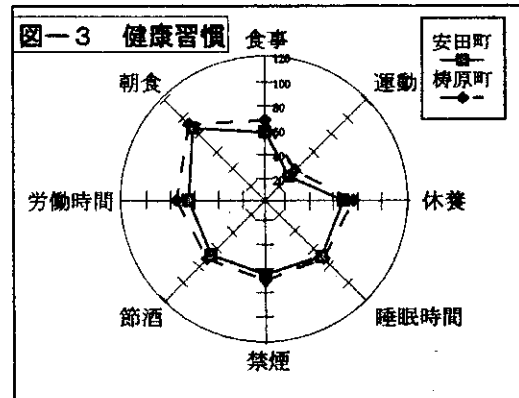 図－3 健康習慣
安田町
梼原町
食事
運動
休養
睡眠時間
禁煙
節酒
労働時間
朝食
120
100
80
60
40
20